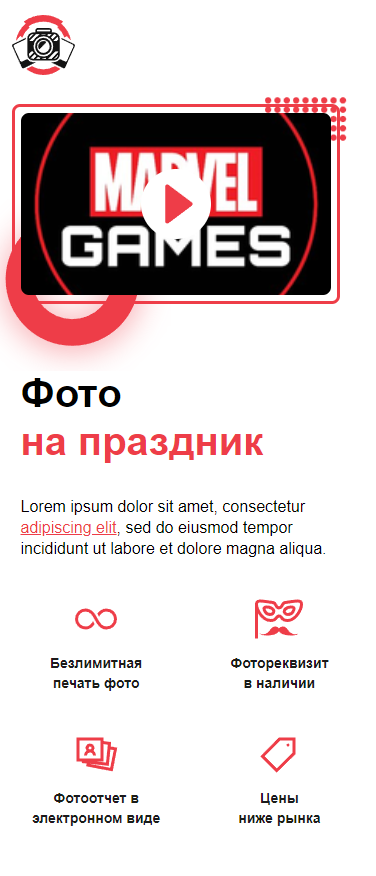 MARVEL
GAMES
Фото
на праздник
Lorem ipsum dolor sit amet, consectetur
adipiscing elit, sed do eiusmod tempor
incididunt ut labore et dolore magna aliqua.
Безлимитная
печать фото
Фотореквизит
в наличии
Фотоотчет в
электронном виде
Цены
ниже рынка